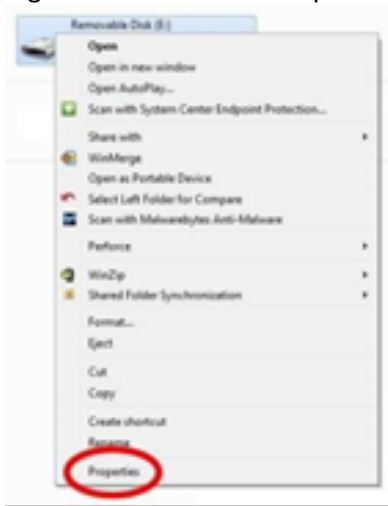 Removable Disk (E:)
Open
Open in new window
Open AutoPlay...
Scan with System Center Endpoint Protection...
Share with
WinMerge
Open as Portable Device
Select Left Folder for Compare
Scan with Malwarebytes Anti-Malware
Perforce
WinZip
Shared Folder Synchronization
Format...
Eject
Cut
Copy
Create shortcut
Rename
Properties